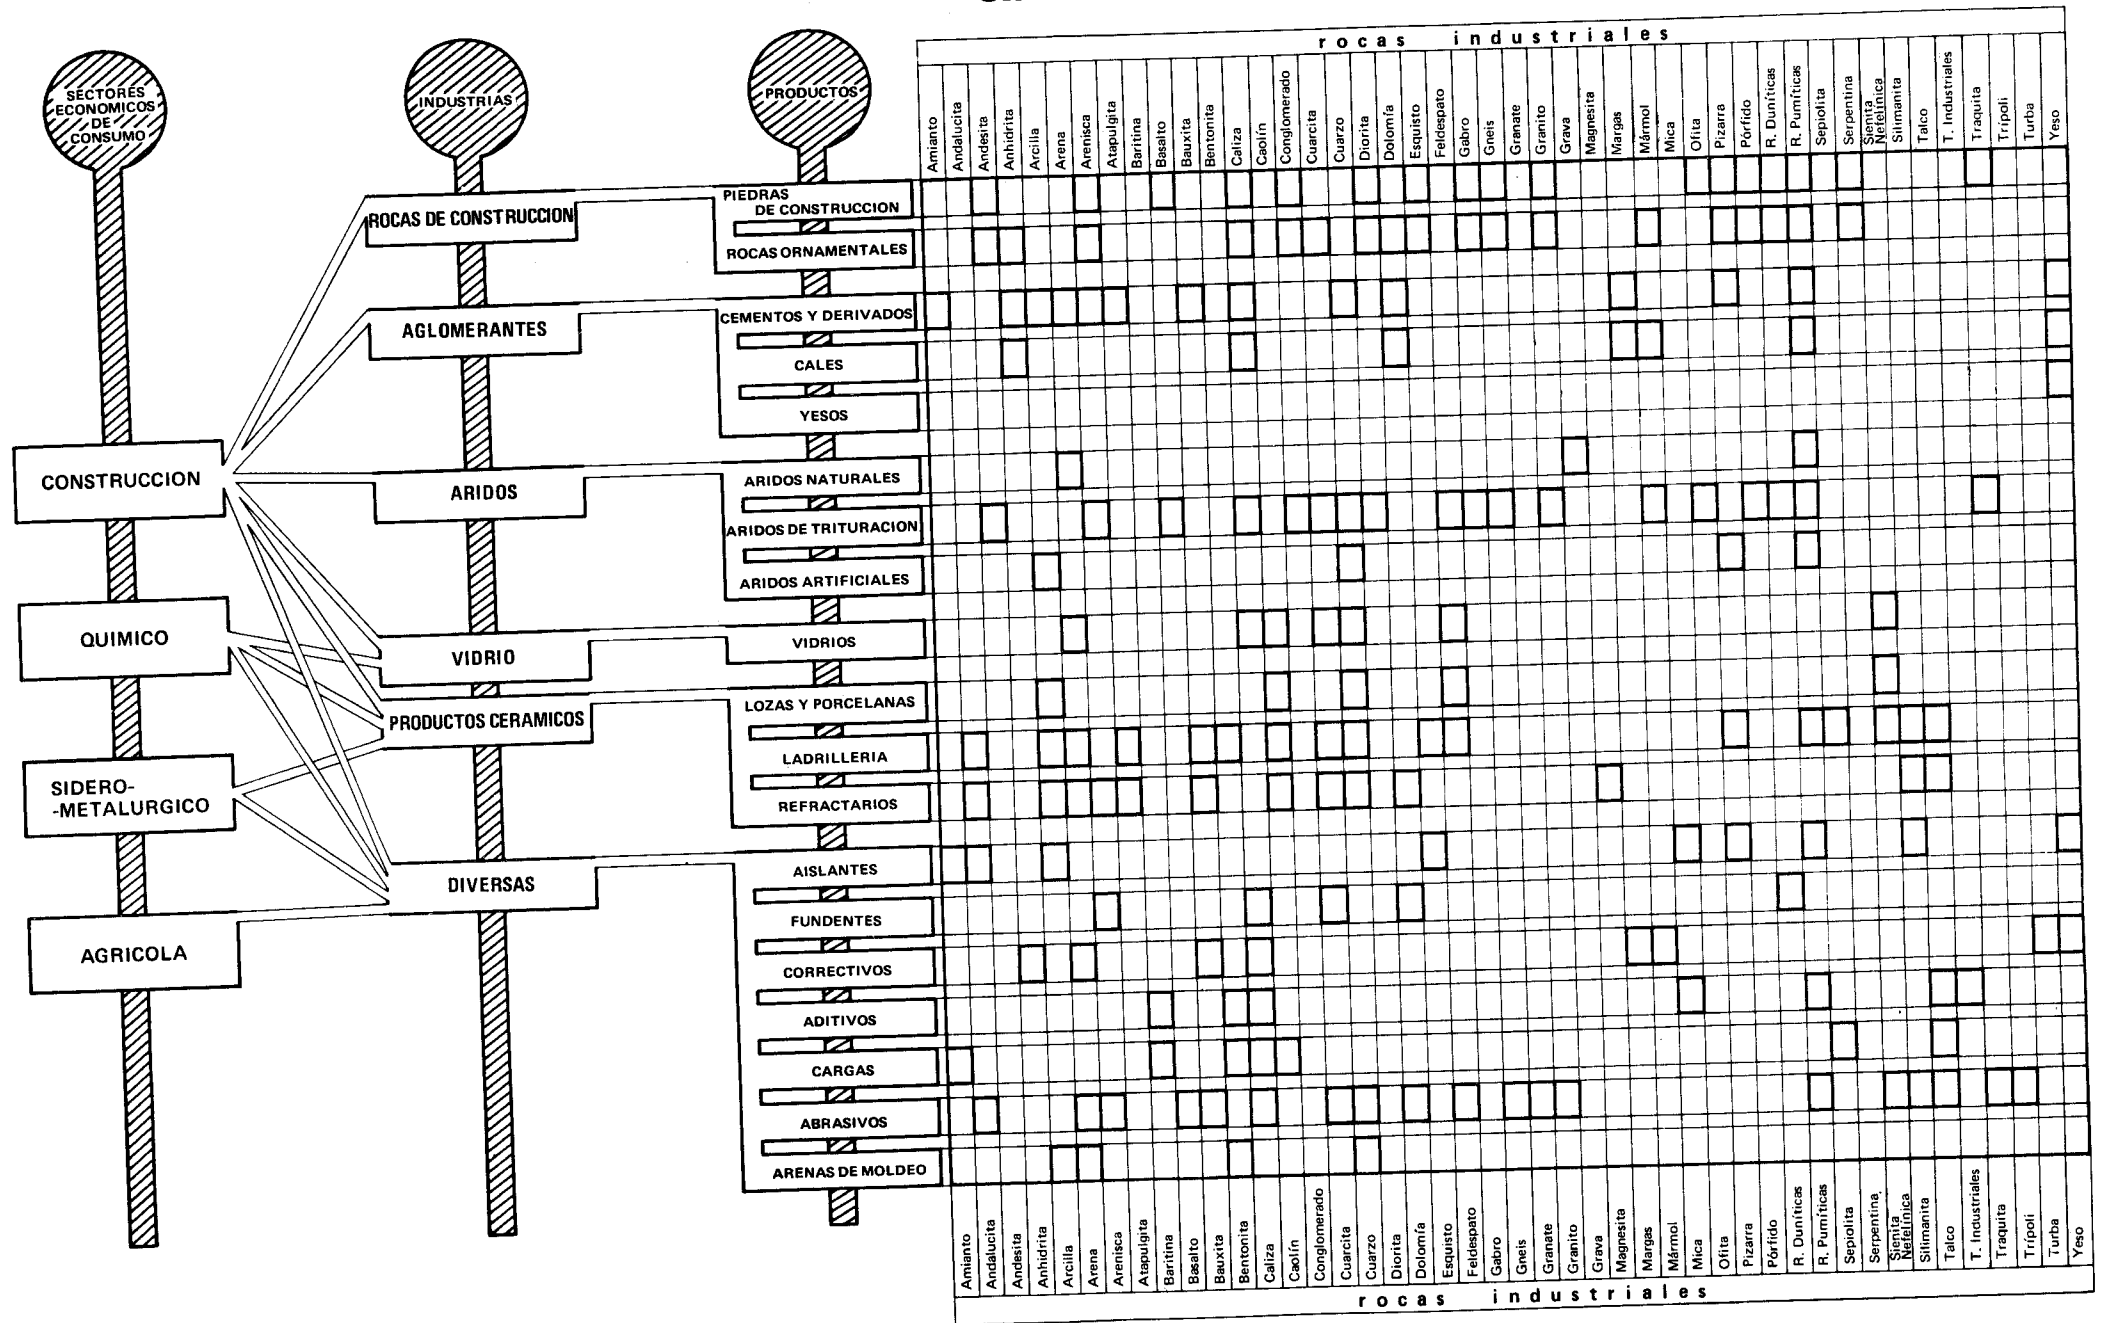 rocas industriales
SECTORES
ECONOMICOS
DE
CONSUMO
INDUSTRIAS
PRODUCTOS
Amianto
Andalucita
Andesita
Anhidrita
Arcilla
Arena
Arenisca
Atapulgita
Baritina
Basalto
Bauxita
Bentonita
Caliza
Caolín
Conglomerado
Cuarcita
Cuarzo
Diorita
Dolomía
Esquisto
Feldespato
Gabro
Gneis
Granate
Granito
Grava
Magnesita
Margas
Mármol
Mica
Ofita
Pizarra
Pórfido
R. Duníticas
R. Pumíticas
Sepiolita
Serpentina
Sienita
Nefelínica
Silimanita
Talco
T. Industriales
Traquita
Trípoli
Turba
Yeso
CONSTRUCCION
QUIMICO
SIDERO-
-METALURGICO
AGRICOLA
ROCAS DE CONSTRUCCION
AGLOMERANTES
ARIDOS
VIDRIO
PRODUCTOS CERAMICOS
DIVERSAS
PIEDRAS
DE CONSTRUCCION
ROCAS ORNAMENTALES
CEMENTOS Y DERIVADOS
CALES
YESOS
ARIDOS NATURALES
ARIDOS DE TRITURACION
ARIDOS ARTIFICIALES
VIDRIOS
LOZAS Y PORCELANAS
LADRILLERIA
REFRACTARIOS
AISLANTES
FUNDENTES
CORRECTIVOS
ADITIVOS
CARGAS
ABRASIVOS
ARENAS DE MOLDEO
Amianto
Andalucita
Andesita
Anhidrita
Arcilla
Arena
Arenisca
Atapulgita
Baritina
Basalto
Bauxita
Bentonita
Caliza
Caolín
Conglomerado
Cuarcita
Cuarzo
Diorita
Dolomía
Esquisto
Feldespato
Gabro
Gneis
Granate
Granito
Grava
Magnesita
Margas
Mármol
Mica
Ofita
Pizarra
Pórfido
R. Duníticas
R. Pumíticas
Sepiolita
Serpentina
Sienita
Nefelínica
Silimanita
Talco
T. Industriales
Traquita
Trípoli
Turba
Yeso
rocas industriales